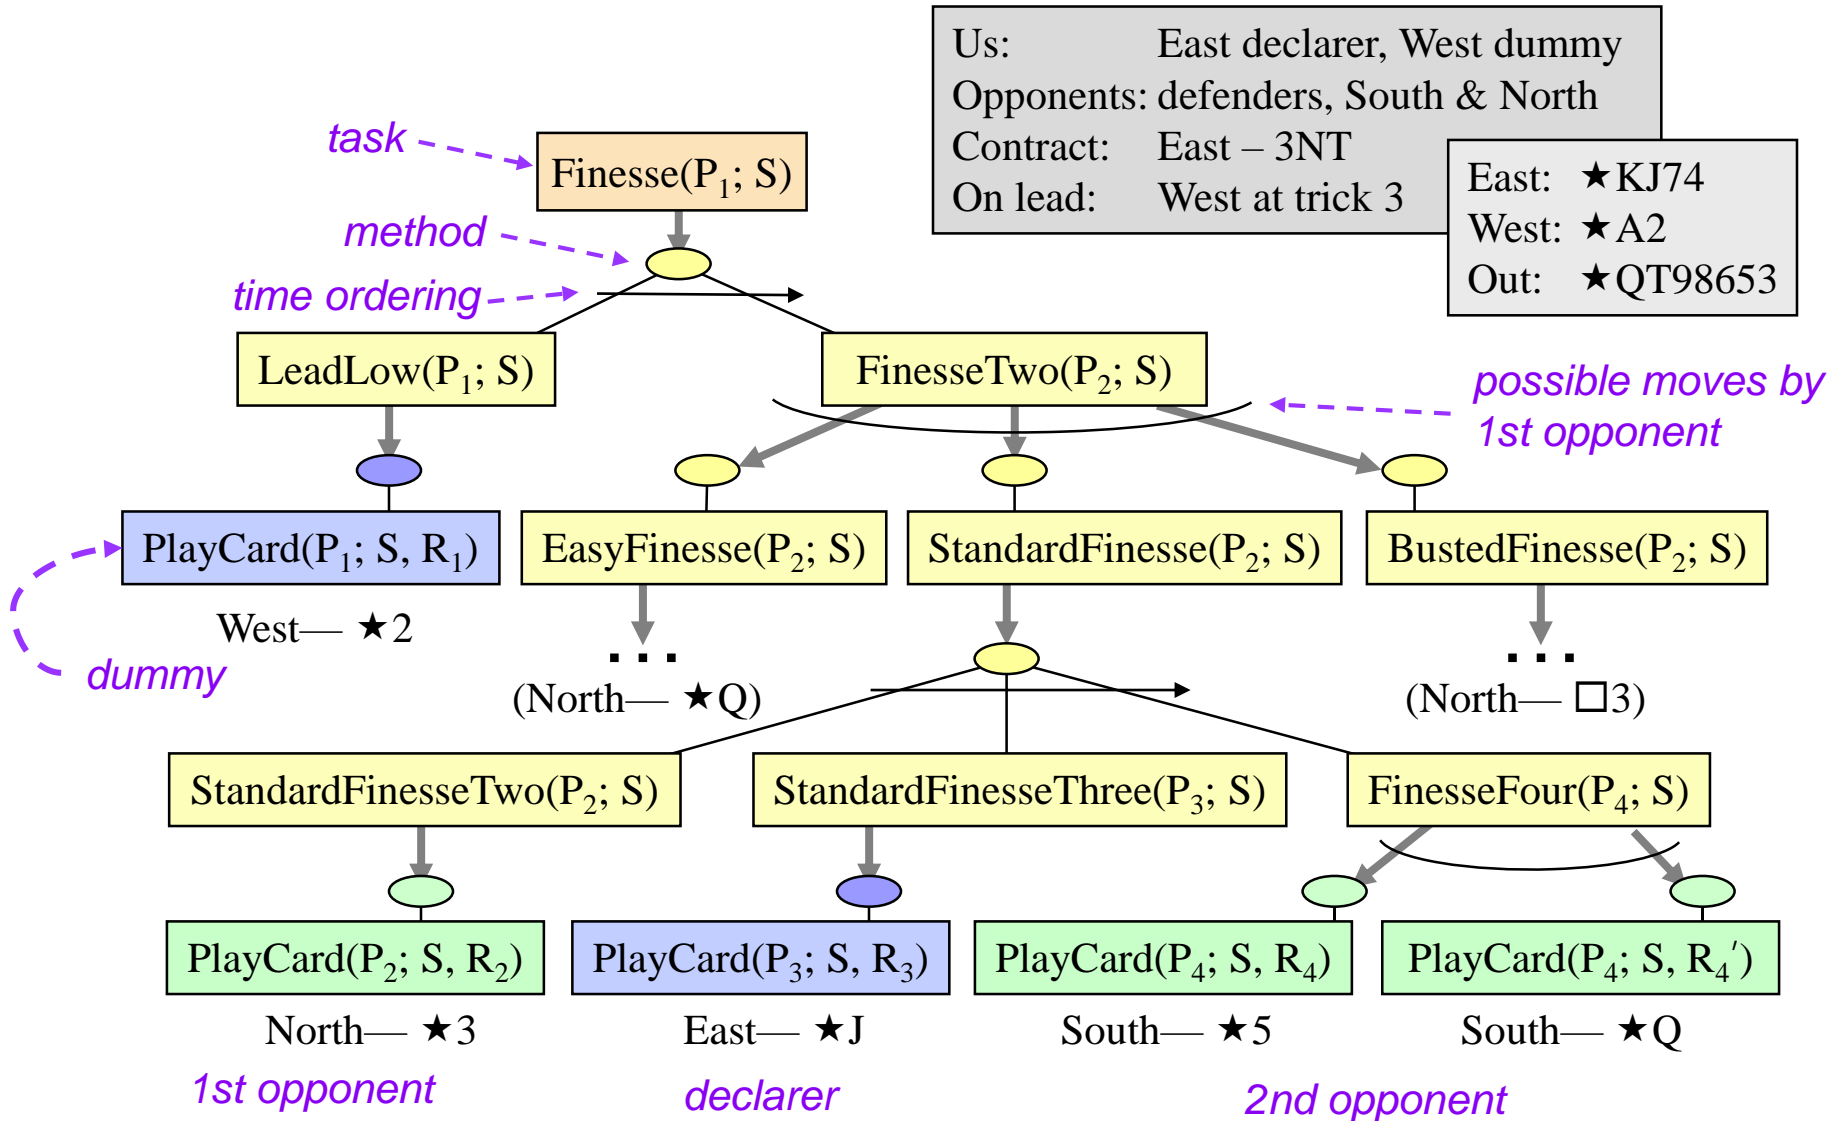 Us: East declarer, West dummy
Opponents: defenders, South & North
Contract: East – 3NT
On lead: West at trick 3
East: ★KJ74
West: ★A2
Out: ★QT98653
task
Finesse(P₁; S)
method
time ordering
LeadLow(P₁; S)
FinesseTwo(P₂; S)
possible moves by
1st opponent
PlayCard(P₁; S, R₁)
EasyFinesse(P₂; S)
StandardFinesse(P₂; S)
BustedFinesse(P₂; S)
West— ★2
dummy
...
(North— ★Q)
...
(North— □3)
StandardFinesseTwo(P₂; S)
StandardFinesseThree(P₃; S)
FinesseFour(P₄; S)
PlayCard(P₂; S, R₂)
PlayCard(P₃; S, R₃)
PlayCard(P₄; S, R₄)
PlayCard(P₄; S, R₄′)
North— ★3
East— ★J
South— ★5
South— ★Q
1st opponent
declarer
2nd opponent